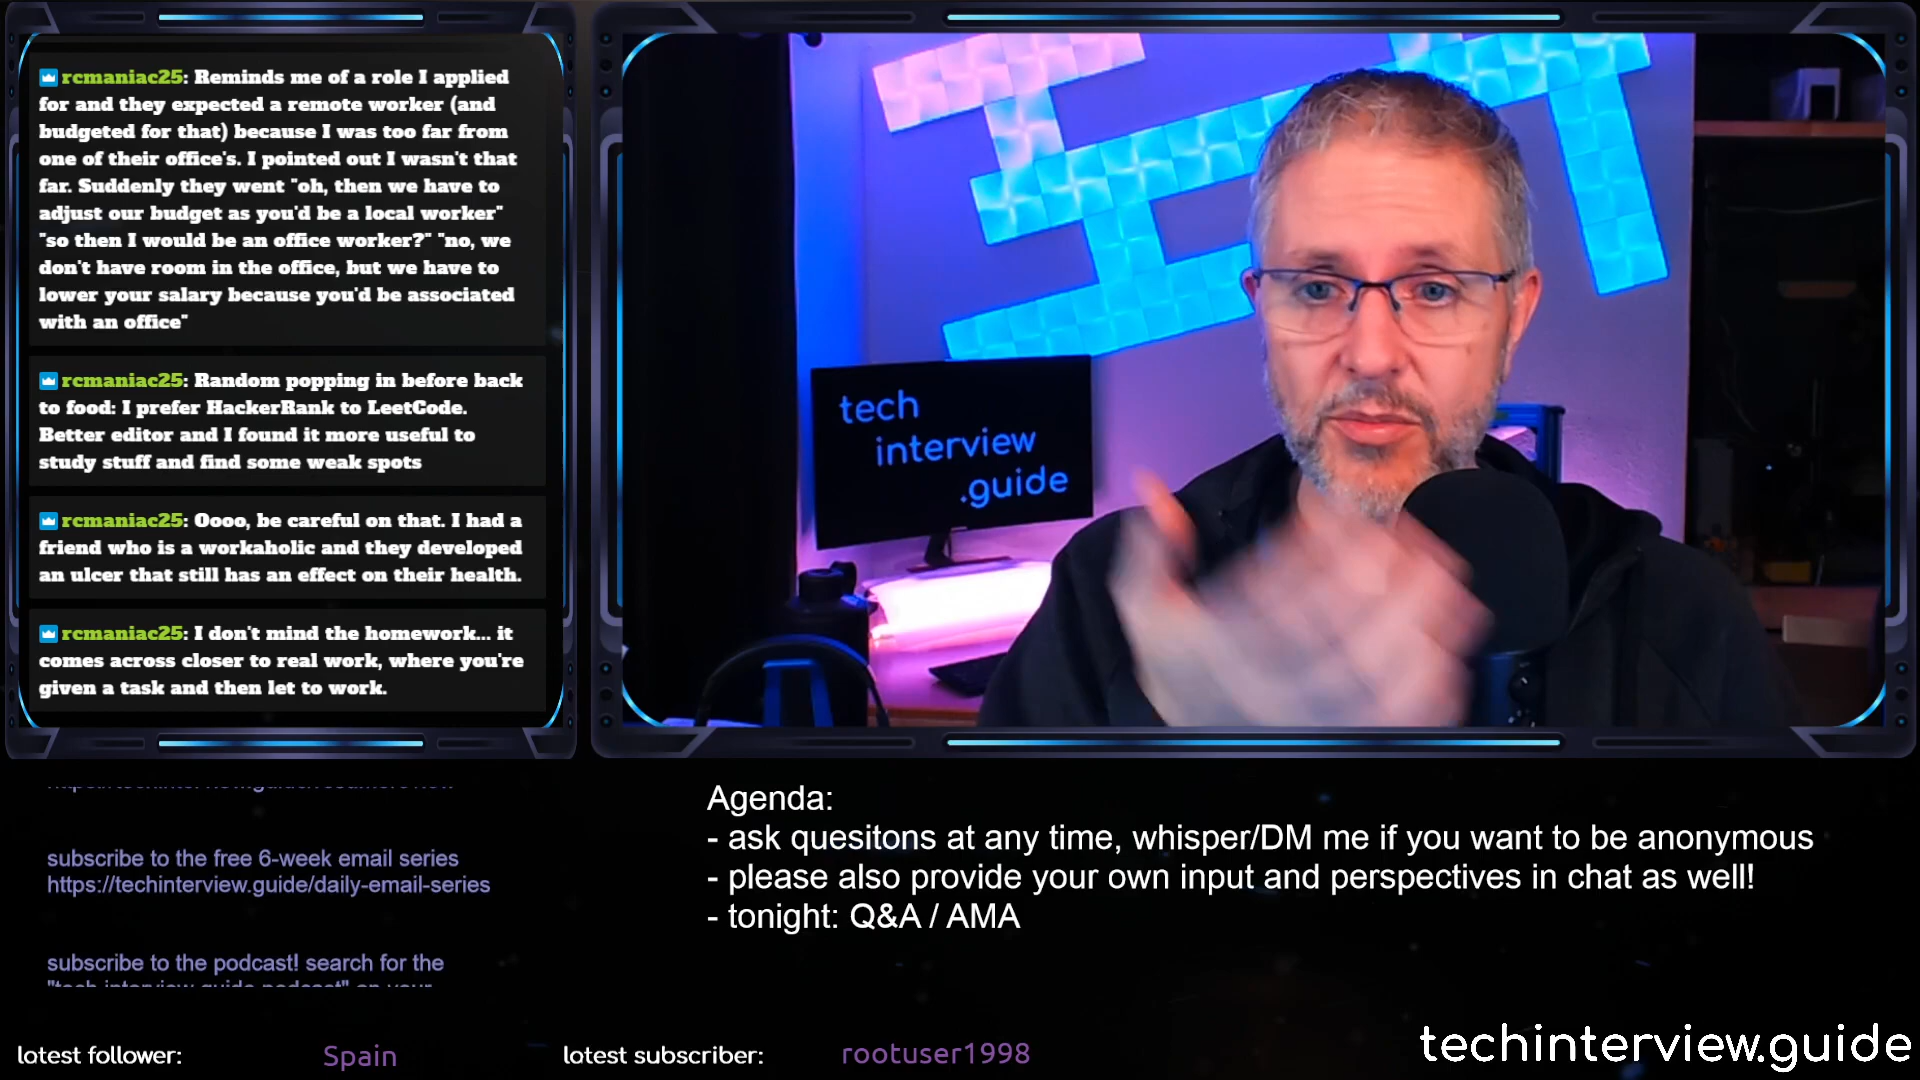 rcmaniac25: Reminds me of a role I applied
for and they expected a remote worker (and
budgeted for that) because I was too far from
one of their office's. I pointed out I wasn't that
far. Suddenly they went "oh, then we have to
adjust our budget as you'd be a local worker"
"so then I would be an office worker?" "no, we
don't have room in the office, but we have to
lower your salary because you'd be associated
with an office"
rcmaniac25: Random popping in before back
to food: I prefer HackerRank to LeetCode.
Better editor and I found it more useful to
study stuff and find some weak spots
rcmaniac25: Oooo, be careful on that. I had a
friend who is a workaholic and they developed
an ulcer that still has an effect on their health.
rcmaniac25: I don't mind the homework... it
comes across closer to real work, where you're
given a task and then let to work.
tech
interview
.guide
subscribe to the free 6-week email series
https://techinterview.guide/daily-email-series
subscribe to the podcast! search for the
"tech interview guide podcast" on your
Agenda:
- ask quesitons at any time, whisper/DM me if you want to be anonymous
- please also provide your own input and perspectives in chat as well!
- tonight: Q&A / AMA
latest follower: Spain
latest subscriber: rootuser1998
techinterview.guide